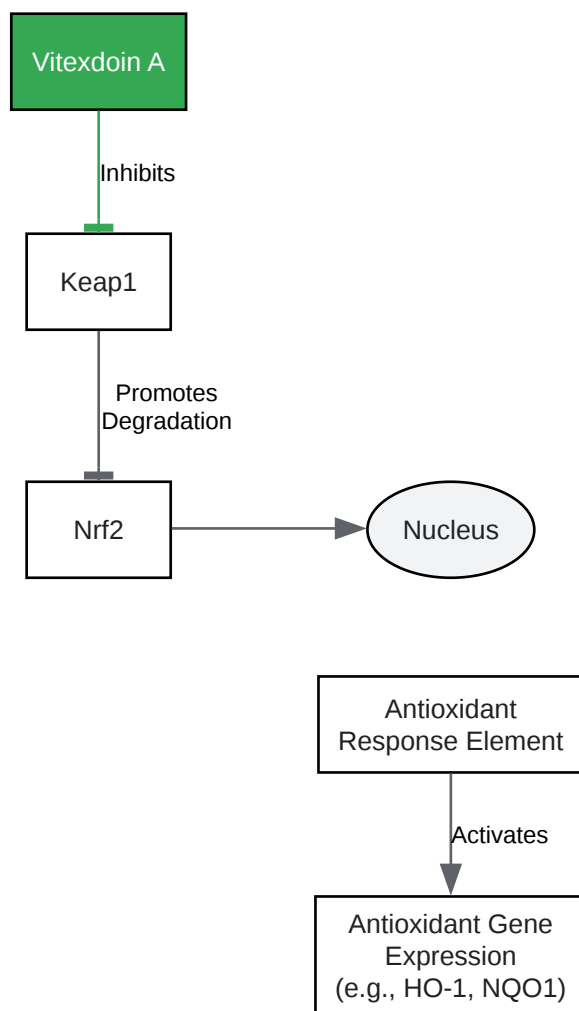 Vitexdoin A
Inhibits
Keap1
Promotes
Degradation
Nrf2
Nucleus
Antioxidant
Response Element
Activates
Antioxidant Gene
Expression
(e.g., HO-1, NQO1)